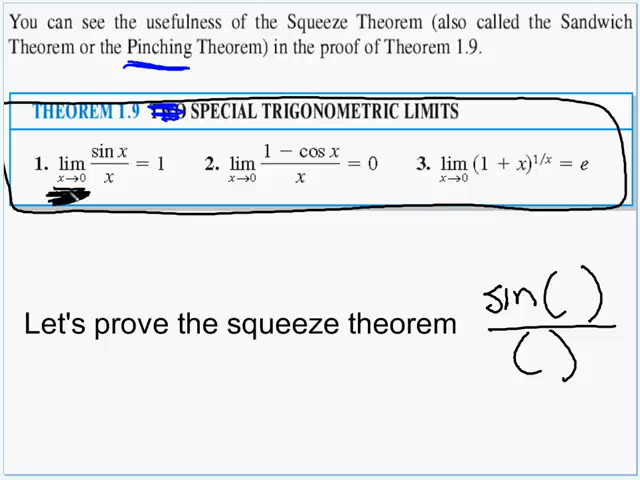 You can see the usefulness of the Squeeze Theorem (also called the Sandwich
Theorem or the Pinching Theorem) in the proof of Theorem 1.9.
THEOREM 1.9 SPECIAL TRIGONOMETRIC LIMITS
1. lim x→0 sin x / x = 1 2. lim x→0 1 − cos x / x = 0 3. lim x→0 (1 + x)^{1/x} = e
Let's prove the squeeze theorem
sin( )
( )